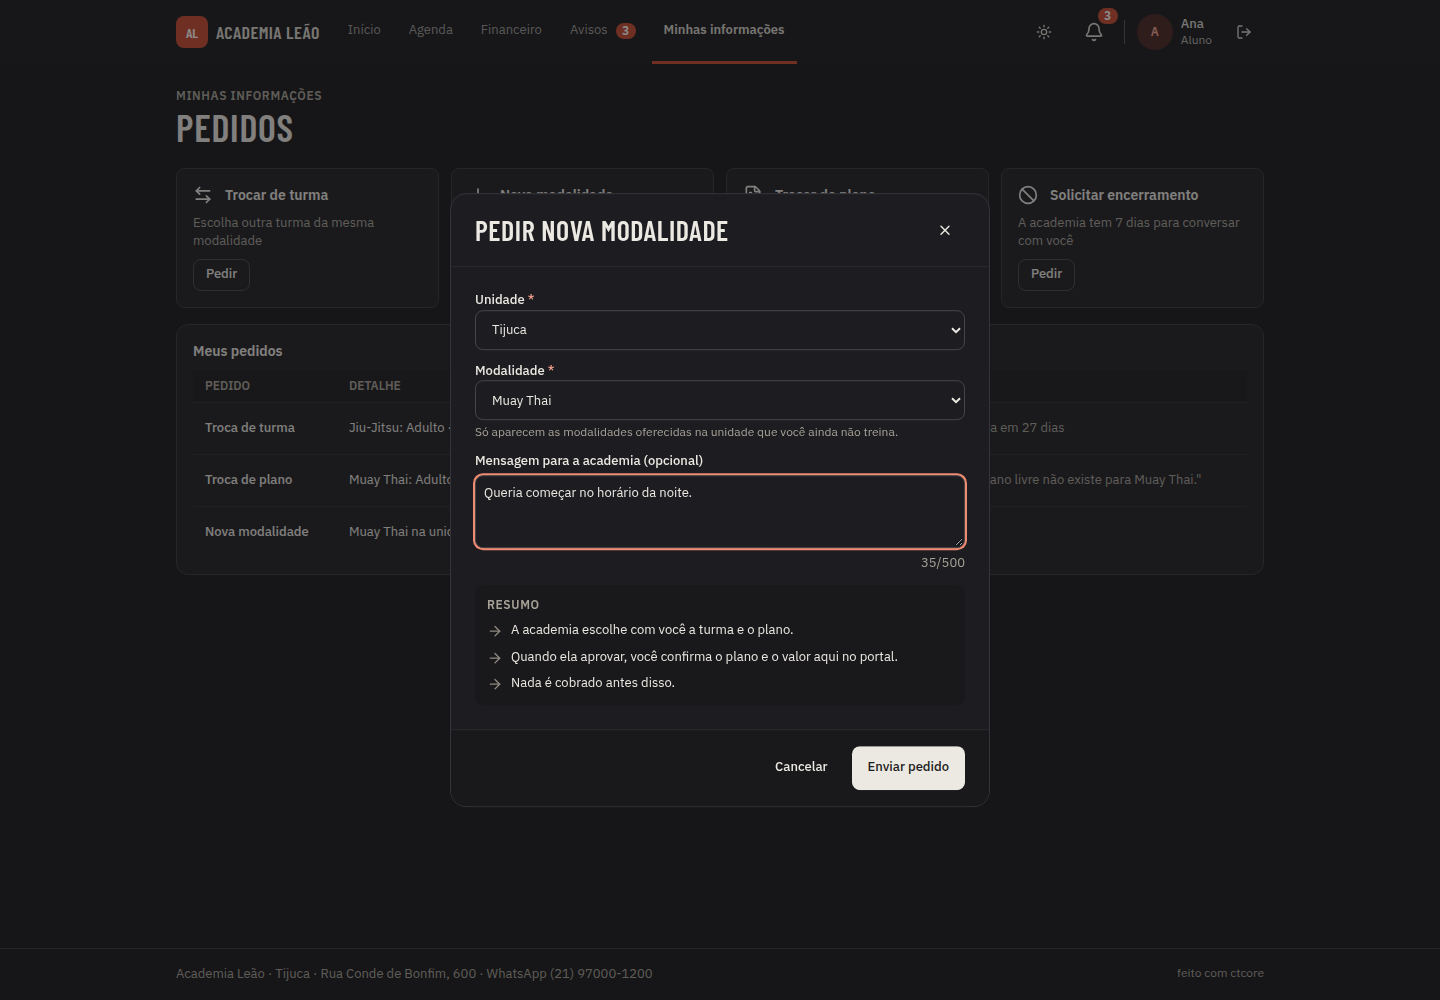 AL ACADEMIA LEÃO Início Agenda Financeiro Avisos 3 Minhas informações 3 A Ana Aluno
MINHAS INFORMAÇÕES
PEDIDOS
Trocar de turma
Escolha outra turma da mesma
modalidade
Pedir
Nova modalidade
Trocar de plano
Solicitar encerramento
A academia tem 7 dias para conversar
com você
Pedir
Meus pedidos
PEDIDO DETALHE
Troca de turma Jiu-Jitsu: Adulto · em 27 dias
Troca de plano Muay Thai: livre não existe para Muay Thai."
Nova modalidade Muay Thai na
PEDIR NOVA MODALIDADE
Unidade *
Tijuca
Modalidade *
Muay Thai
Só aparecem as modalidades oferecidas na unidade que você ainda não treina.
Mensagem para a academia (opcional)
Queria começar no horário da noite.
35/500
RESUMO
A academia escolhe com você a turma e o plano.
Quando ela aprovar, você confirma o plano e o valor aqui no portal.
Nada é cobrado antes disso.
Cancelar Enviar pedido
Academia Leão · Tijuca · Rua Conde de Bonfim, 600 · WhatsApp (21) 97000-1200 feito com ctcore